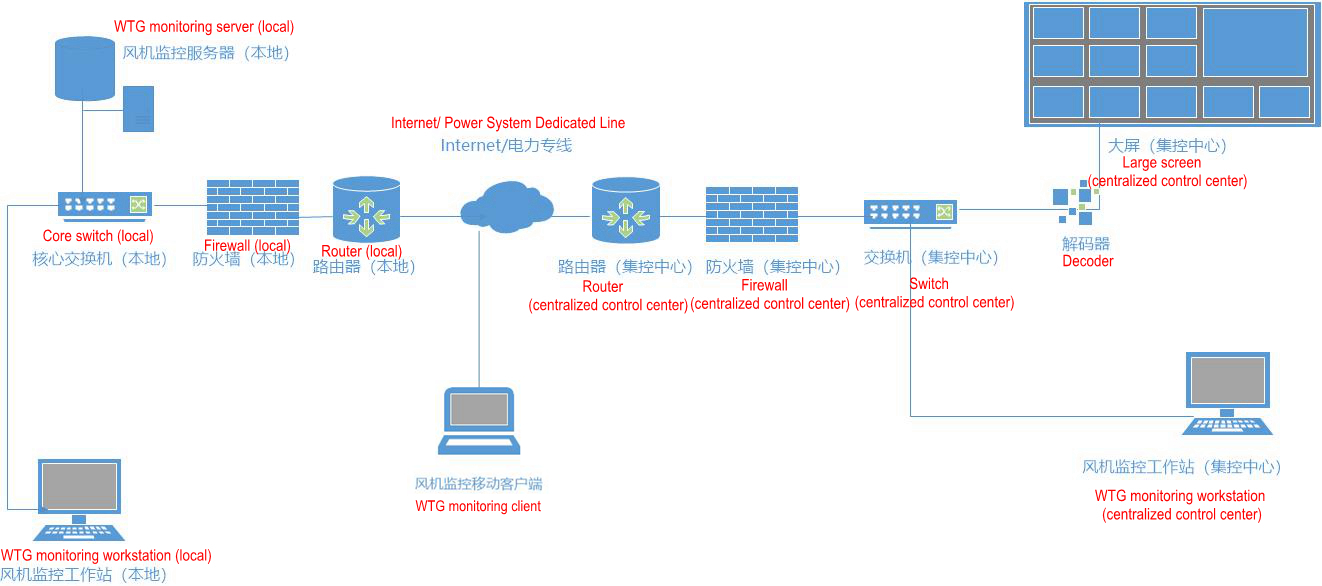 WTG monitoring server (local)
风机监控服务器（本地）
Internet/ Power System Dedicated Line
Internet/电力专线
大屏（集控中心）
Large screen
(centralized control center)
Core switch (local)
核心交换机（本地）
Firewall (local)
防火墙（本地）
Router (local)
路由器（本地）
路由器（集控中心）
Router
(centralized control center)
防火墙（集控中心）
Firewall
(centralized control center)
交换机（集控中心）
Switch
(centralized control center)
解码器
Decoder
风机监控移动客户端
WTG monitoring client
风机监控工作站（集控中心）
WTG monitoring workstation
(centralized control center)
WTG monitoring workstation (local)
风机监控工作站（本地）